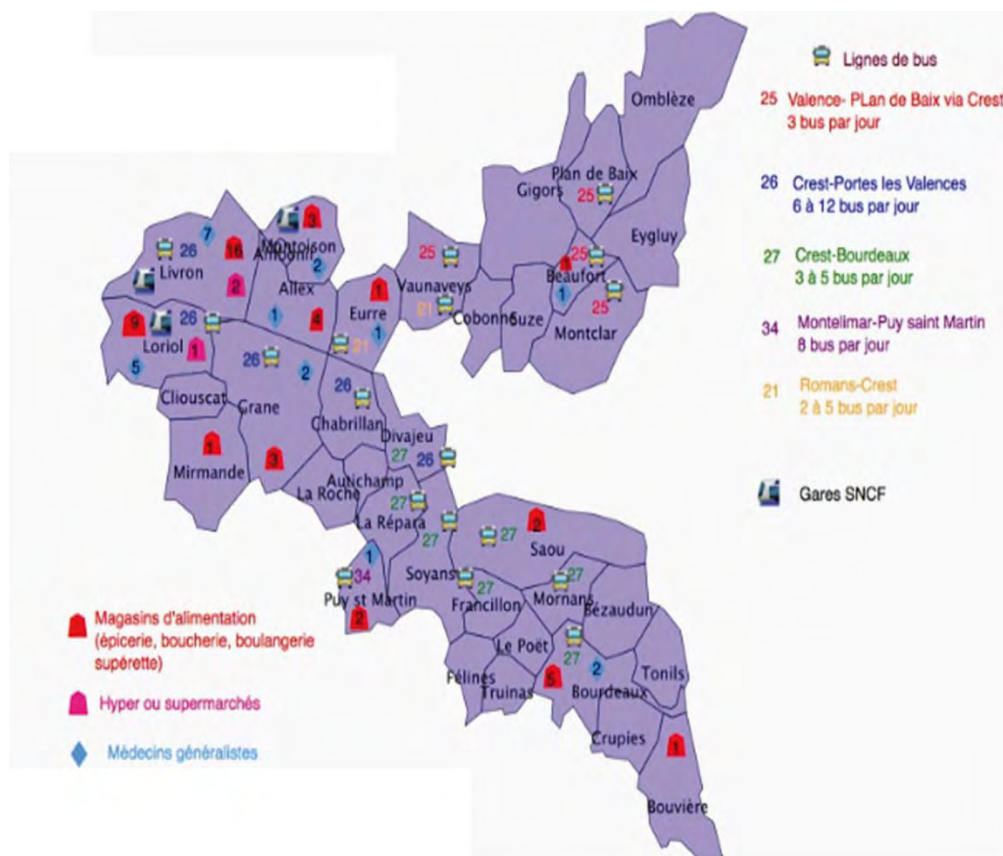 Lignes de bus
25 Valence- PLan de Baix via Crest
3 bus par jour
26 Crest-Portes les Valences
6 à 12 bus par jour
27 Crest-Bourdeaux
3 à 5 bus par jour
34 Montelimar-Puy saint Martin
8 bus par jour
21 Romans-Crest
2 à 5 bus par jour
Gares SNCF
Omblèze
Plan de Baix
25
Gigors
Eygluy
7
26
16
3
Montoison
Ambonil
2
Livron
2
Allex
25
Vaunaveys
1
25
Beaufort
1
25
1
Eurre
21
Cobonne
Suze
Montclar
9
26
1
4
1
Loriol
1
21
5
26
2
26
Cliouscat
Grane
Chabrillan
Divajeu
1
Mirmande
3
27
26
Autichamp
La Roche
27
La Répara
27
27
2
Saou
1
34
Puy st Martin
2
Soyans
27
Francillon
27
Mornans
Bézaudun
Le Poët
27
Félines
Truinas
5
2
Bourdeaux
Tonils
Crupies
1
Bouvière
Magasins d'alimentation
(épicerie, boucherie, boulangerie
supérette)
Hyper ou supermarchés
Médecins généralistes